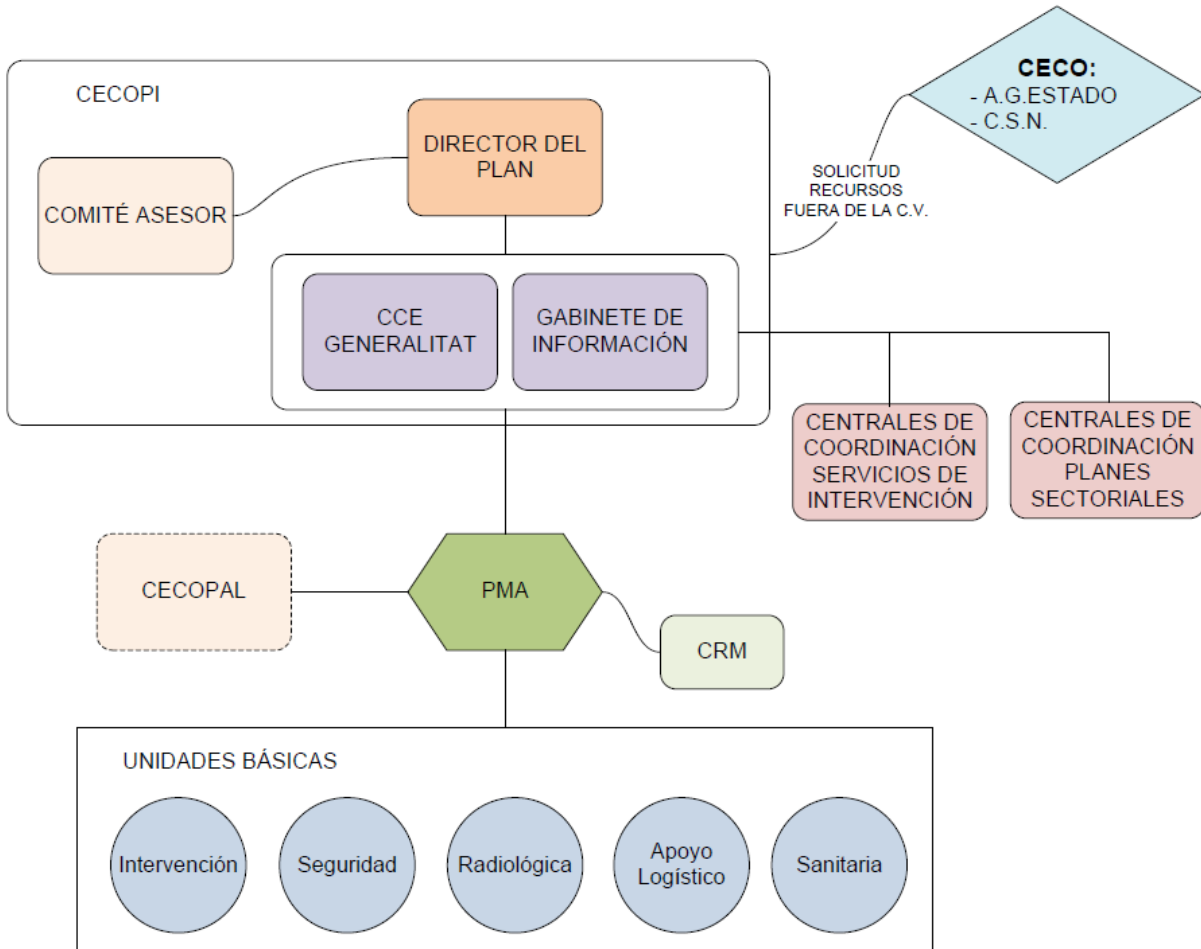 CECOPI
DIRECTOR DEL
PLAN
COMITÉ ASESOR
CECO:
- A.G.ESTADO
- C.S.N.
SOLICITUD
RECURSOS
FUERA DE LA C.V.
CCE
GENERALITAT
GABINETE DE
INFORMACIÓN
CENTRALES DE
COORDINACIÓN
SERVICIOS DE
INTERVENCIÓN
CENTRALES DE
COORDINACIÓN
PLANES
SECTORIALES
CECOPAL
PMA
CRM
UNIDADES BÁSICAS
Intervención
Seguridad
Radiológica
Apoyo
Logístico
Sanitaria